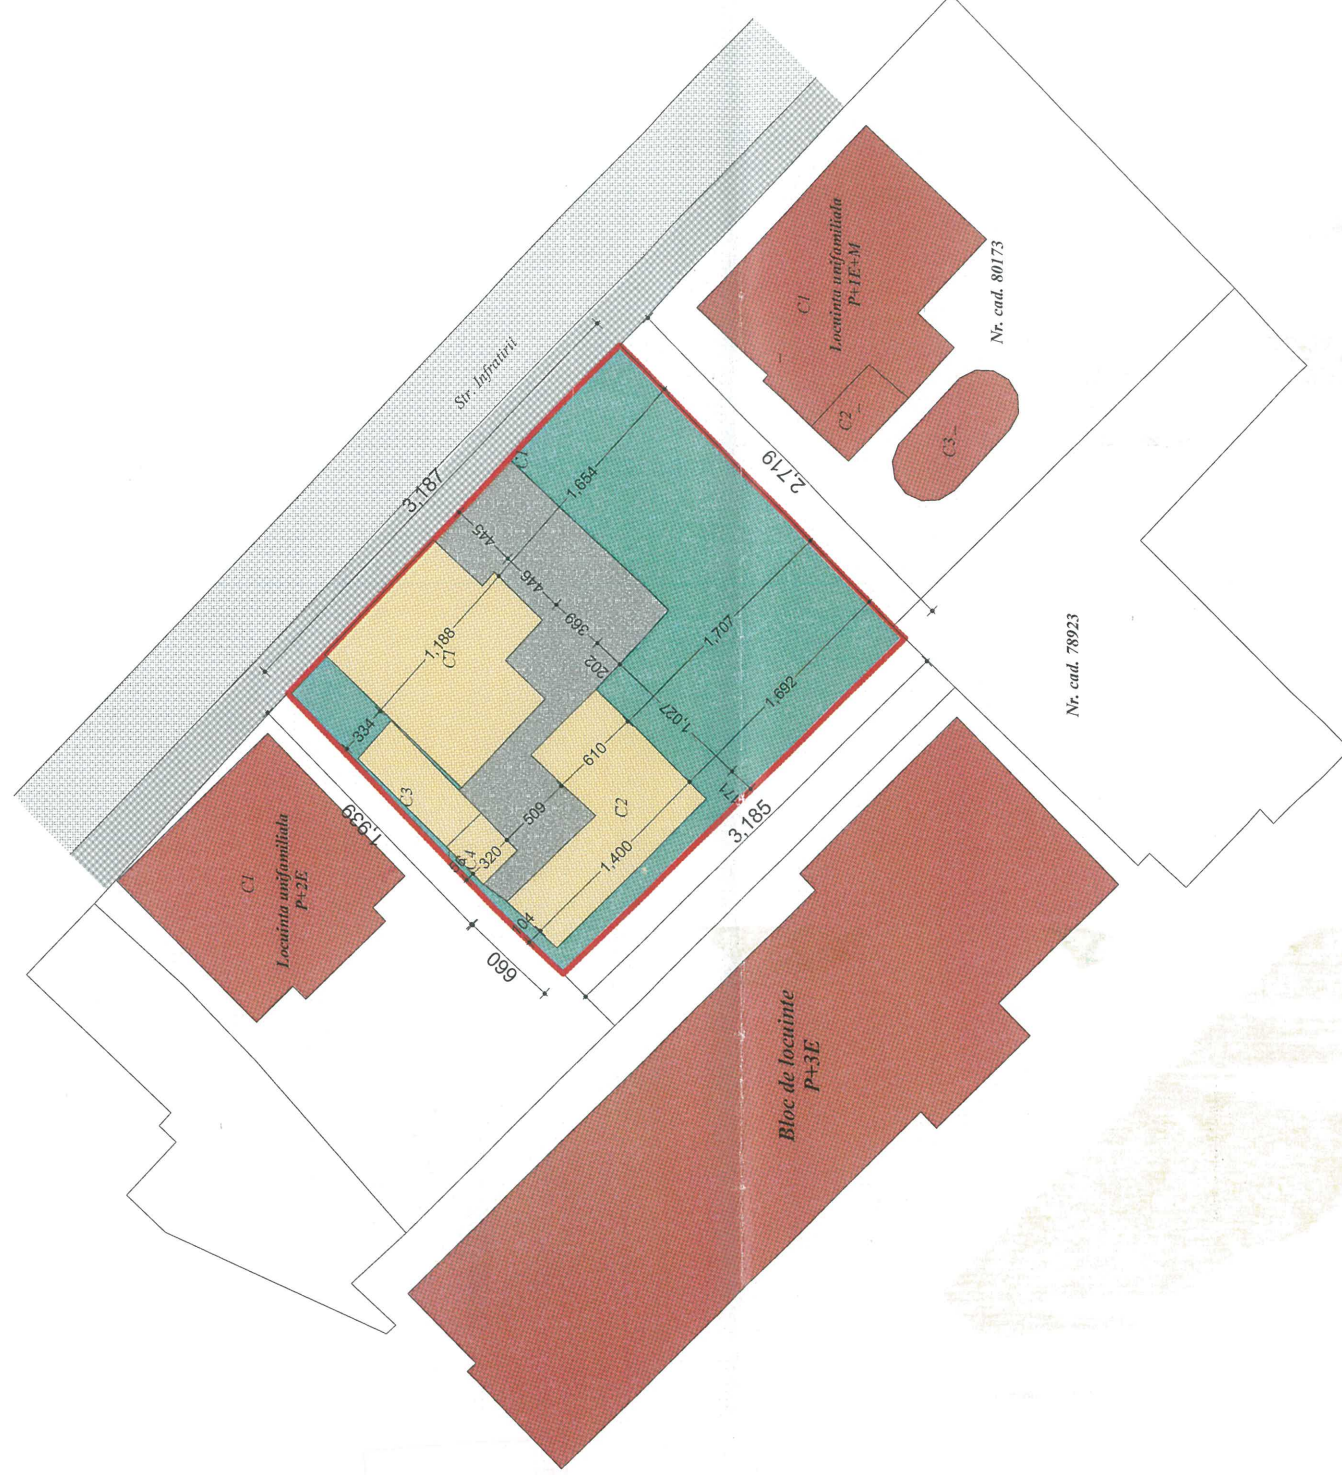 Str. Infratirii
3,187
C1
Locuinta unifamiliala
P+1E+M
C2
C3
Nr. cad. 80173
2,719
1,654
445
446
369
202
1,188
C1
334
C3
C4
320
509
610
C2
1,400
1,707
1,692
1,027
171
3,185
1,939
660
C1
Locuinta unifamiliala
P+2E
Nr. cad. 78923
Bloc de locuinte
P+3E